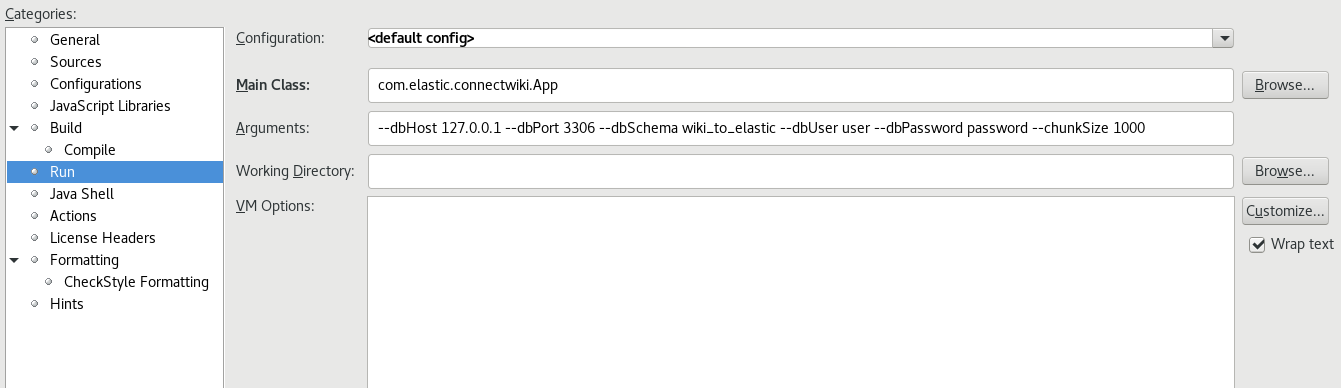 Categories:
General
Sources
Configurations
JavaScript Libraries
Build
Compile
Run
Java Shell
Actions
License Headers
Formatting
CheckStyle Formatting
Hints
Configuration: <default config>
Main Class: com.elastic.connectwiki.App Browse...
Arguments: --dbHost 127.0.0.1 --dbPort 3306 --dbSchema wiki_to_elastic --dbUser user --dbPassword password --chunkSize 1000
Working Directory: Browse...
VM Options: Customize...
Wrap text